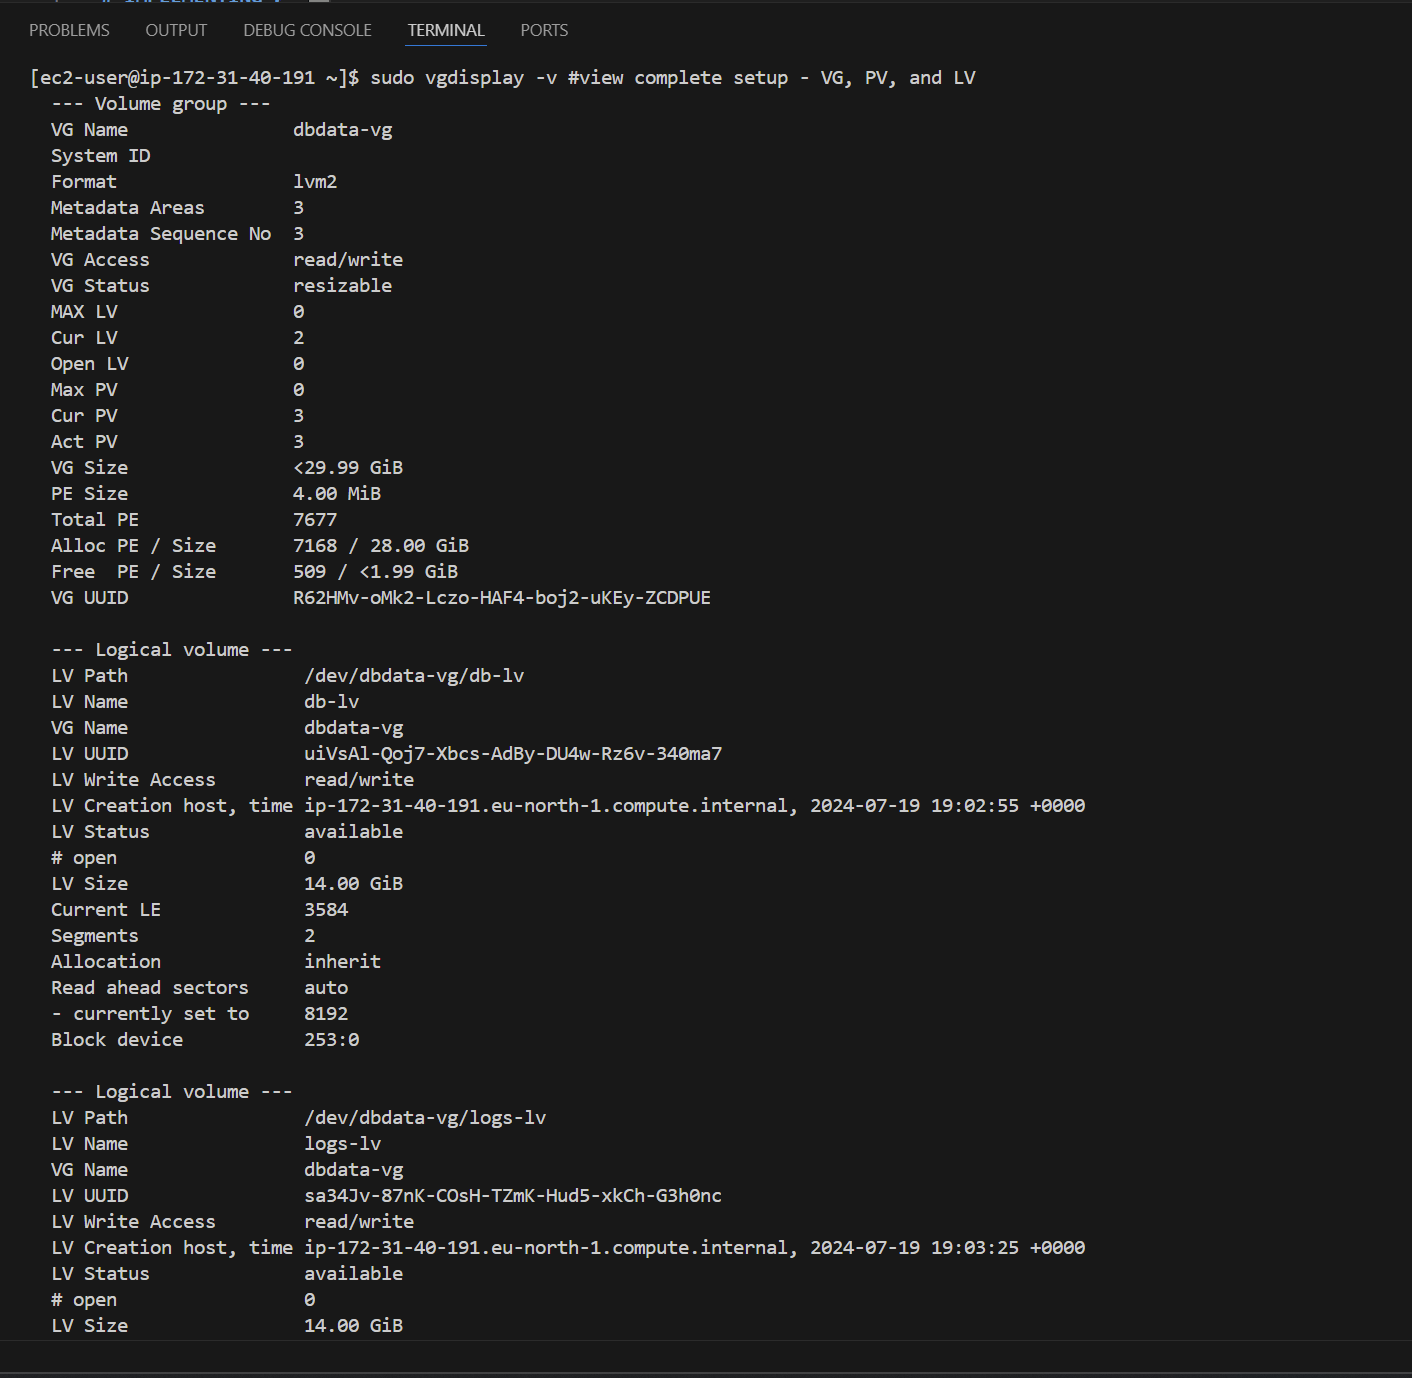 PROBLEMS OUTPUT DEBUG CONSOLE TERMINAL PORTS
[ec2-user@ip-172-31-40-191 ~]$ sudo vgdisplay -v #view complete setup - VG, PV, and LV
--- Volume group ---
VG Name dbdata-vg
System ID
Format lvm2
Metadata Areas 3
Metadata Sequence No 3
VG Access read/write
VG Status resizable
MAX LV 0
Cur LV 2
Open LV 0
Max PV 0
Cur PV 3
Act PV 3
VG Size <29.99 GiB
PE Size 4.00 MiB
Total PE 7677
Alloc PE / Size 7168 / 28.00 GiB
Free  PE / Size 509 / <1.99 GiB
VG UUID R62HMv-oMk2-Lczo-HAF4-boj2-uKEy-ZCDPUE
--- Logical volume ---
LV Path /dev/dbdata-vg/db-lv
LV Name db-lv
VG Name dbdata-vg
LV UUID uiVsAl-Qoj7-Xbcs-AdBy-DU4w-Rz6v-340ma7
LV Write Access read/write
LV Creation host, time ip-172-31-40-191.eu-north-1.compute.internal, 2024-07-19 19:02:55 +0000
LV Status available
# open 0
LV Size 14.00 GiB
Current LE 3584
Segments 2
Allocation inherit
Read ahead sectors auto
- currently set to 8192
Block device 253:0
--- Logical volume ---
LV Path /dev/dbdata-vg/logs-lv
LV Name logs-lv
VG Name dbdata-vg
LV UUID sa34Jv-87nK-COsH-TZmK-Hud5-xkCh-G3h0nc
LV Write Access read/write
LV Creation host, time ip-172-31-40-191.eu-north-1.compute.internal, 2024-07-19 19:03:25 +0000
LV Status available
# open 0
LV Size 14.00 GiB